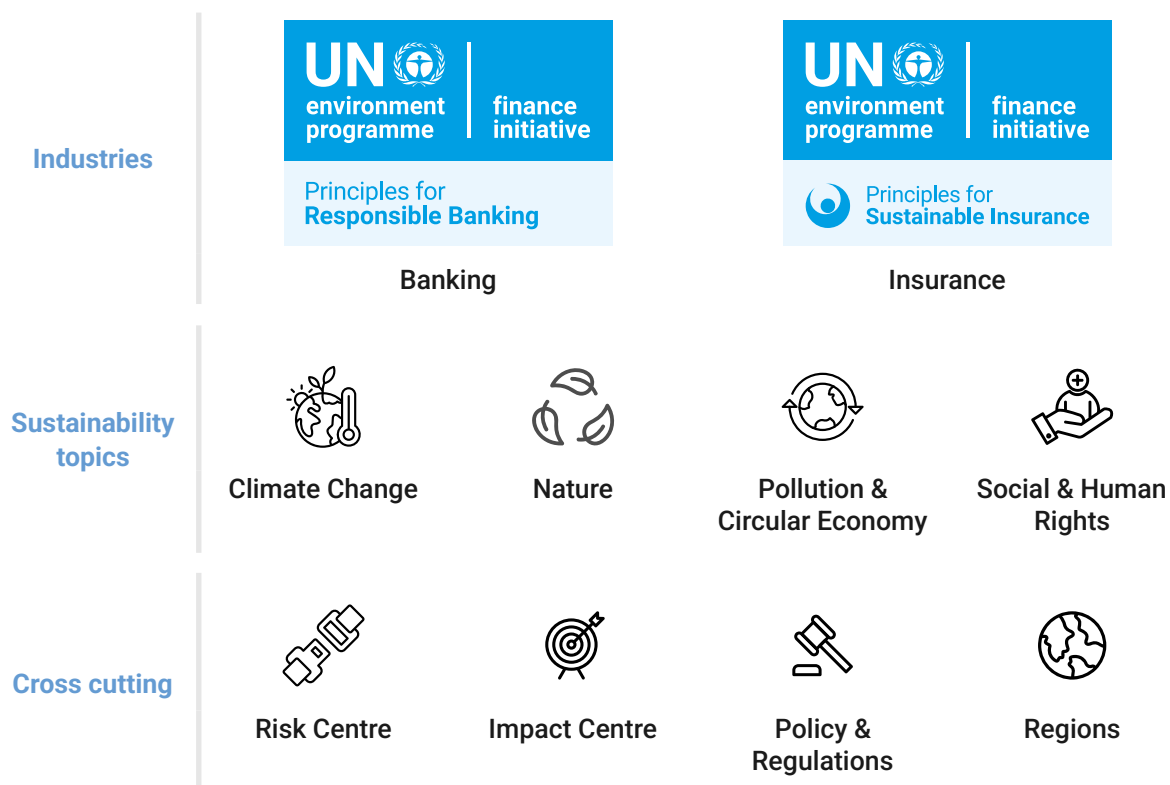 Industries
UN
environment
programme
finance
initiative
Principles for
Responsible Banking
Banking
UN
environment
programme
finance
initiative
Principles for
Sustainable Insurance
Insurance
Sustainability
topics
Climate Change
Nature
Pollution &
Circular Economy
Social & Human
Rights
Cross cutting
Risk Centre
Impact Centre
Policy &
Regulations
Regions